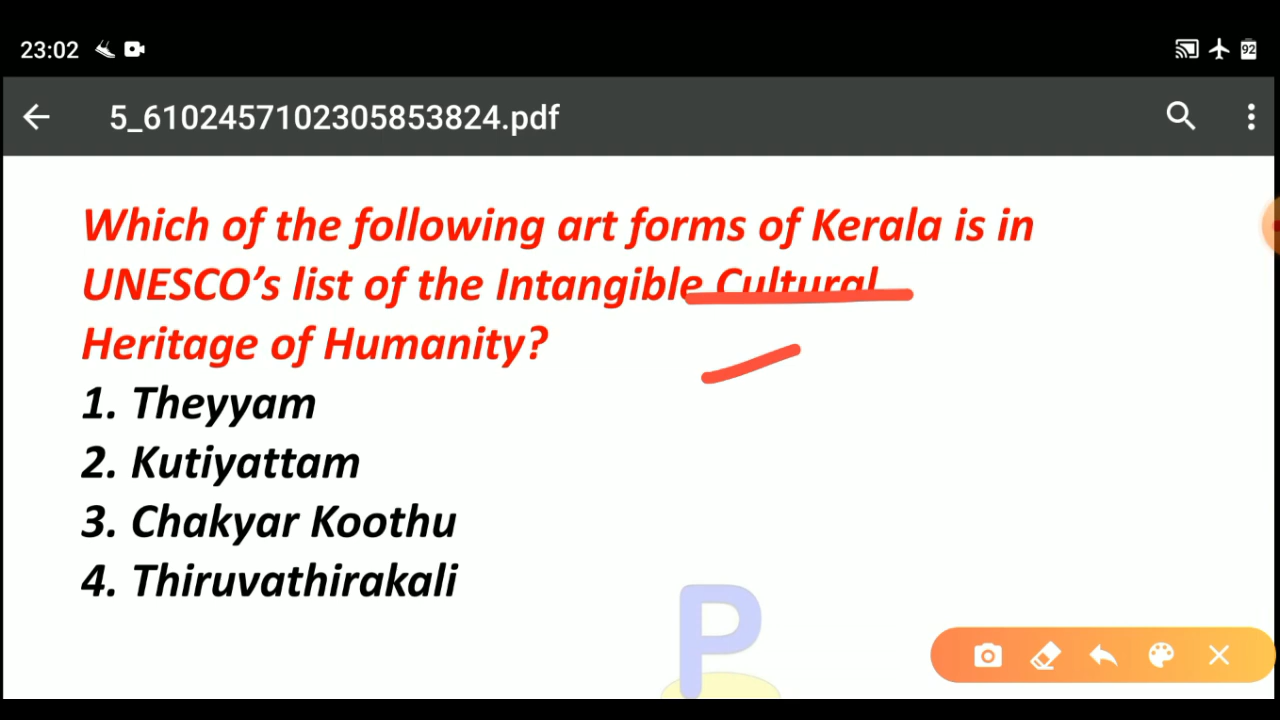 23:02
92
5_6102457102305853824.pdf
Which of the following art forms of Kerala is in
UNESCO’s list of the Intangible Cultural
Heritage of Humanity?
1. Theyyam
2. Kutiyattam
3. Chakyar Koothu
4. Thiruvathirakali
P